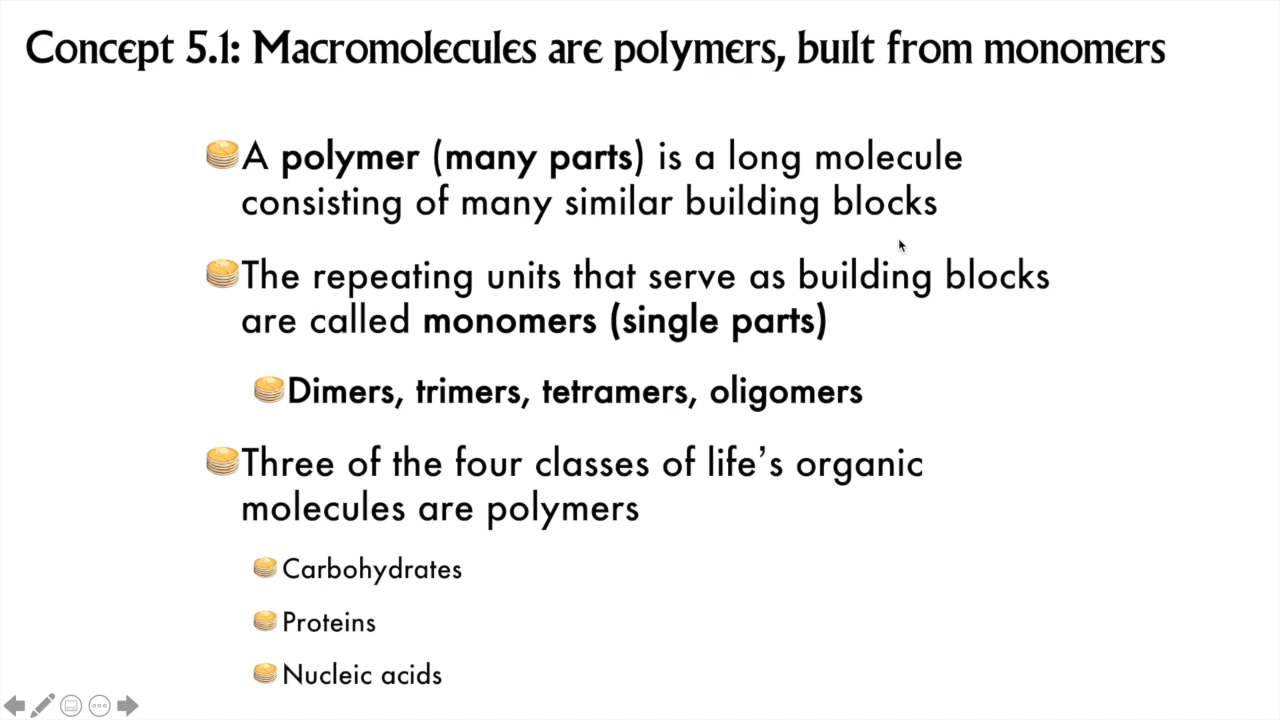 Concept 5.1: Macromolecules are polymers, built from monomers
A polymer (many parts) is a long molecule
consisting of many similar building blocks
The repeating units that serve as building blocks
are called monomers (single parts)
Dimers, trimers, tetramers, oligomers
Three of the four classes of life’s organic
molecules are polymers
Carbohydrates
Proteins
Nucleic acids